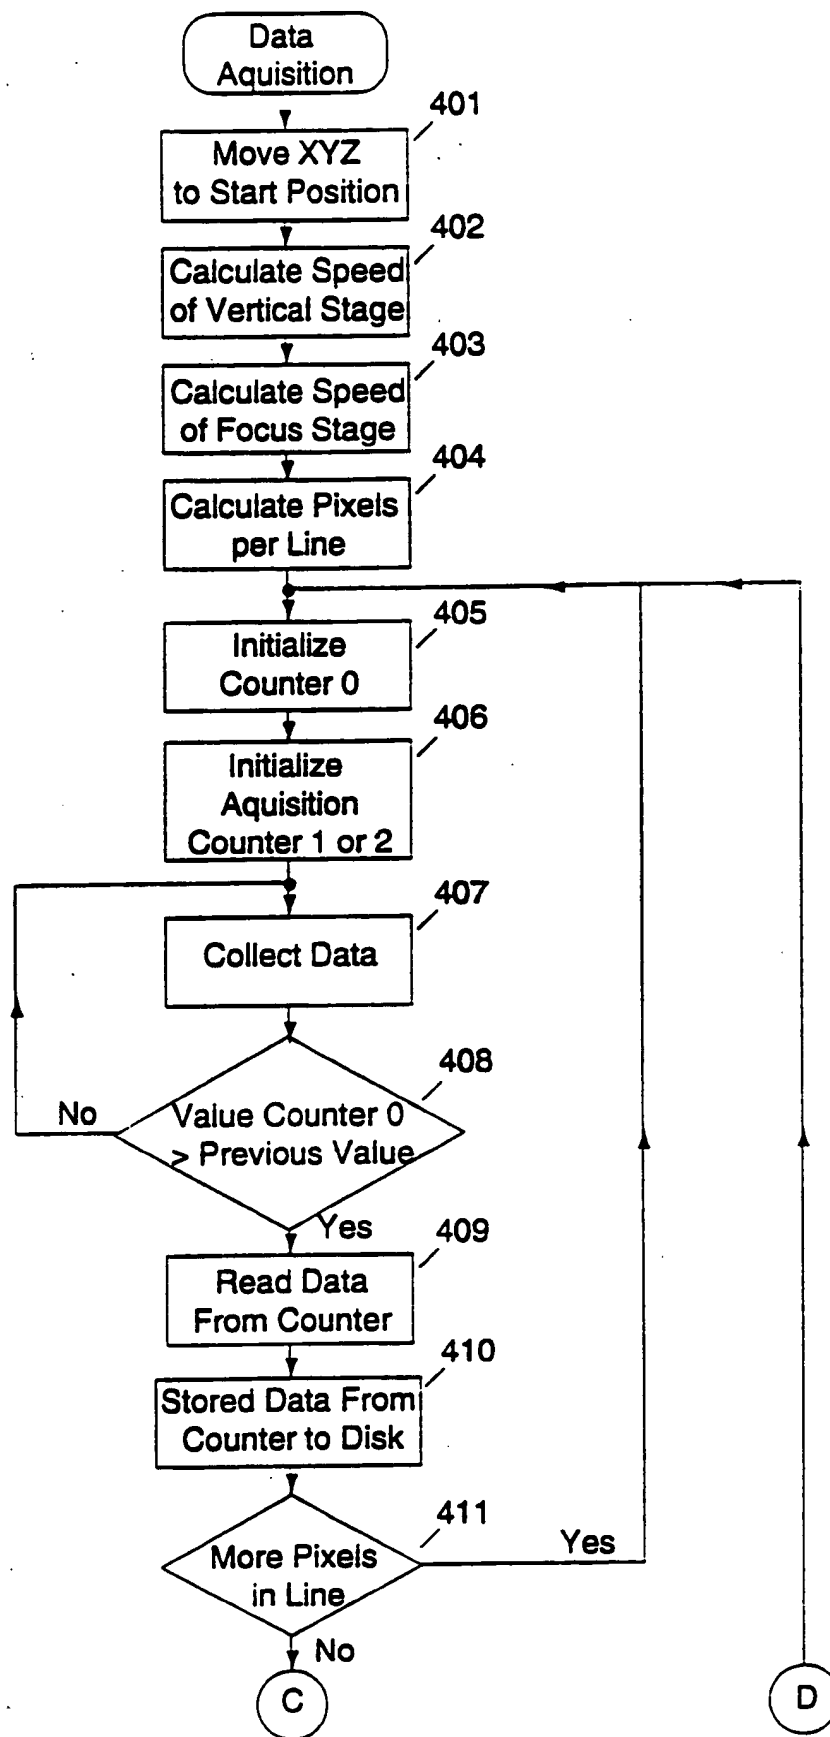 Data
Aquisition
401
Move XYZ
to Start Position
402
Calculate Speed
of Vertical Stage
403
Calculate Speed
of Focus Stage
404
Calculate Pixels
per Line
405
Initialize
Counter 0
406
Initialize
Aquisition
Counter 1 or 2
407
Collect Data
408
No
Value Counter 0
> Previous Value
Yes
409
Read Data
From Counter
410
Stored Data From
Counter to Disk
411
Yes
More Pixels
in Line
No
C
D